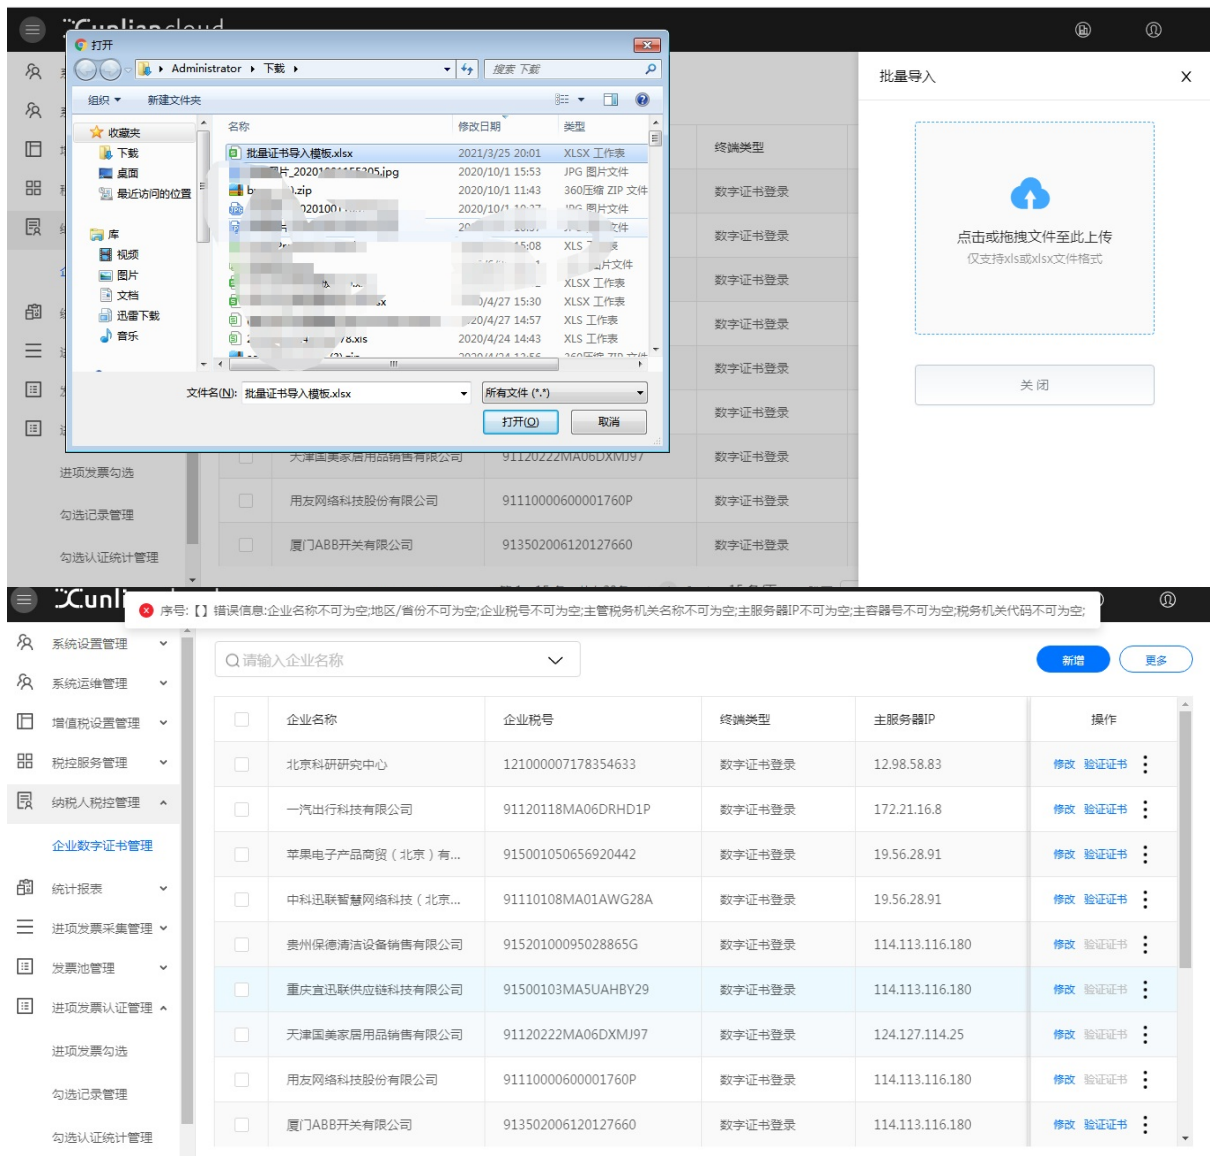 Xunliancloud
打开
Administrator 下载
搜索 下载
组织 新建文件夹
收藏夹
下载
桌面
最近访问的位置
库
视频
图片
文档
迅雷下载
音乐
名称 修改日期 类型
批量证书导入模板.xlsx 2021/3/25 20:01 XLSX 工作表
2020/10/1 15:53 JPG 图片文件
.zip 2020/10/1 11:43 360压缩 ZIP 文件
图片文件
15:08 XLS
图片文件
XLSX 工作表
/4/27 15:30 XLSX 工作表
2020/4/27 14:57 XLS 工作表
78.xls 2020/4/24 14:43 XLS 工作表
文件名(N): 批量证书导入模板.xlsx 所有文件 (*.*)
打开(O) 取消
批量导入 X
点击或拖拽文件至此上传
仅支持xls或xlsx文件格式
关 闭
终端类型
数字证书登录
数字证书登录
数字证书登录
数字证书登录
数字证书登录
数字证书登录
天津国美家居用品销售有限公司 91120222MA06DXMJ97 数字证书登录
用友网络科技股份有限公司 91110000600001760P 数字证书登录
厦门ABB开关有限公司 913502006120127660 数字证书登录
进项发票勾选
勾选记录管理
勾选认证统计管理
序号:【】错误信息:企业名称不可为空;地区/省份不可为空;企业税号不可为空;主管税务机关名称不可为空;主服务器IP不可为空;主容器号不可为空;税务机关代码不可为空;
系统设置管理
系统运维管理
增值税设置管理
税控服务管理
纳税人税控管理
企业数字证书管理
统计报表
进项发票采集管理
发票池管理
进项发票认证管理
进项发票勾选
勾选记录管理
勾选认证统计管理
请输入企业名称
新增 更多
企业名称 企业税号 终端类型 主服务器IP 操作
北京科研研究中心 121000007178354633 数字证书登录 12.98.58.83 修改 验证证书
一汽出行科技有限公司 91120118MA06DRHD1P 数字证书登录 172.21.16.8 修改 验证证书
苹果电子产品商贸（北京）有... 915001050656920442 数字证书登录 19.56.28.91 修改 验证证书
中科迅联智慧网络科技（北京... 91110108MA01AWG28A 数字证书登录 19.56.28.91 修改 验证证书
贵州保德清洁设备销售有限公司 91520100095028865G 数字证书登录 114.113.116.180 修改 验证证书
重庆宜迅联供应链科技有限公司 91500103MA5UAHBY29 数字证书登录 114.113.116.180 修改 验证证书
天津国美家居用品销售有限公司 91120222MA06DXMJ97 数字证书登录 124.127.114.25 修改 验证证书
用友网络科技股份有限公司 91110000600001760P 数字证书登录 114.113.116.180 修改 验证证书
厦门ABB开关有限公司 913502006120127660 数字证书登录 114.113.116.180 修改 验证证书